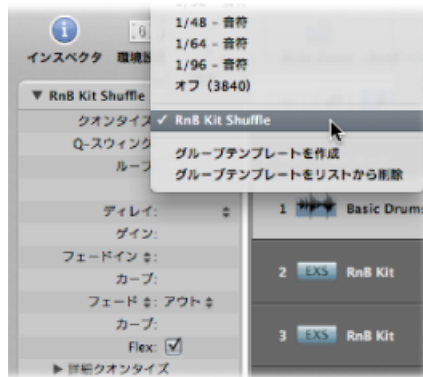 1/48 - 音符
1/64 - 音符
1/96 - 音符
オフ (3840)
インスペクタ
▼ RnB Kit Shuffle
クオンタイズ
✓ RnB Kit Shuffle
Q-スウィング
ループ
グルーブテンプレートを作成
グルーブテンプレートをリストから削除
ディレイ:
1 Basic Drums
ゲイン:
フェードイン:
カーブ:
2 EXS RnB Kit
フェード: アウト
カーブ:
3 EXS RnB Kit
Flex: ✓
▶ 詳細クオンタイズ